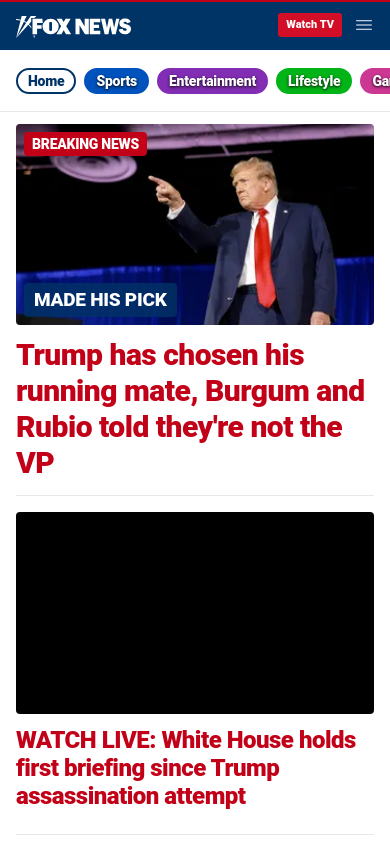 FOX NEWS
Watch TV
Home
Sports
Entertainment
Lifestyle
BREAKING NEWS
MADE HIS PICK
Trump has chosen his
running mate, Burgum and
Rubio told they're not the
VP
WATCH LIVE: White House holds
first briefing since Trump
assassination attempt